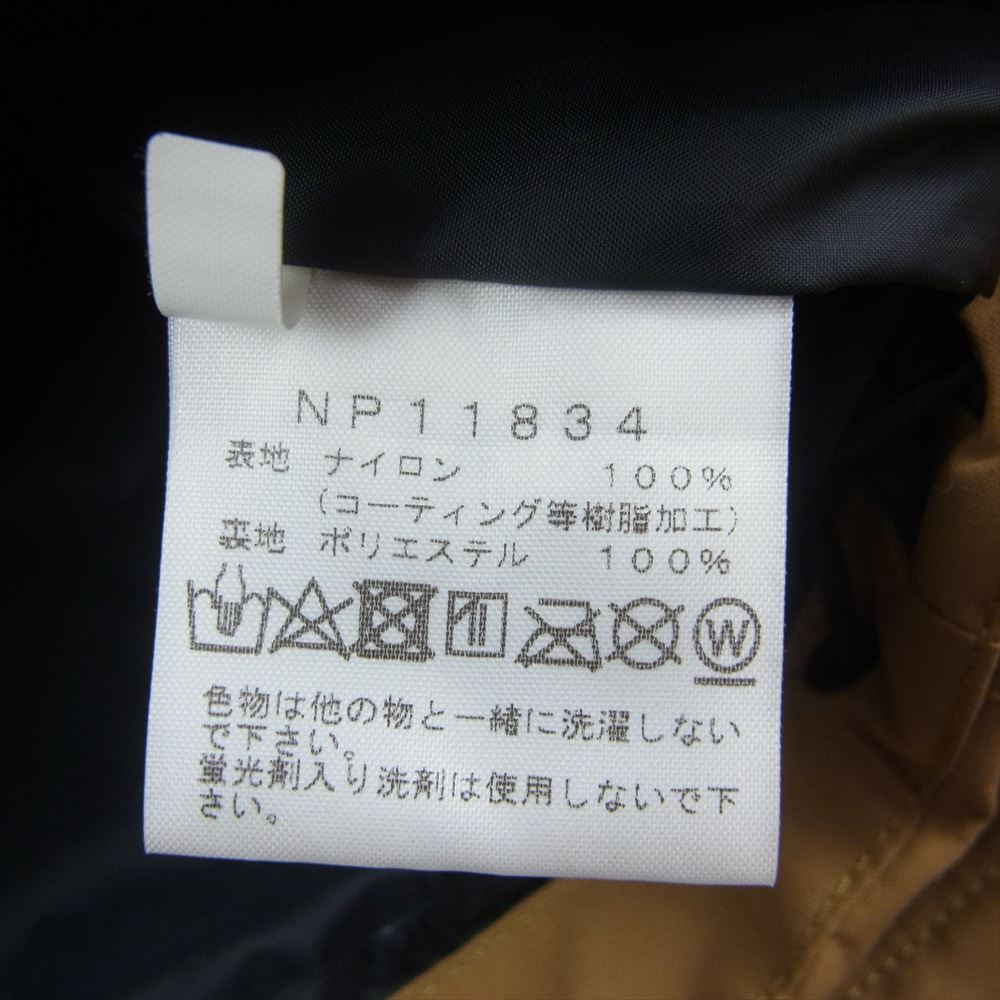 NP11834
表地 ナイロン 100%
(コーティング等樹脂加工)
裏地 ポリエステル 100%
W
色物は他の物と一緒に洗濯しない
で下さい。
蛍光剤入り洗剤は使用しないで下
さい。